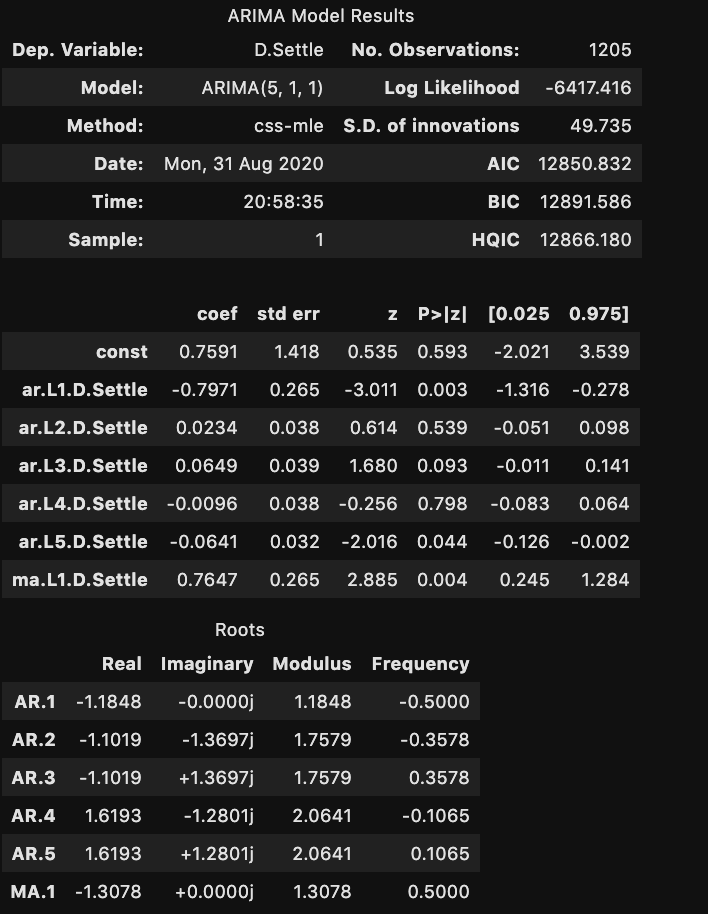 ARIMA Model Results
Dep. Variable: D.Settle No. Observations: 1205
Model: ARIMA(5, 1, 1) Log Likelihood -6417.416
Method: css-mle S.D. of innovations 49.735
Date: Mon, 31 Aug 2020 AIC 12850.832
Time: 20:58:35 BIC 12891.586
Sample: 1 HQIC 12866.180
coef std err z P>|z| [0.025 0.975]
const 0.7591 1.418 0.535 0.593 -2.021 3.539
ar.L1.D.Settle -0.7971 0.265 -3.011 0.003 -1.316 -0.278
ar.L2.D.Settle 0.0234 0.038 0.614 0.539 -0.051 0.098
ar.L3.D.Settle 0.0649 0.039 1.680 0.093 -0.011 0.141
ar.L4.D.Settle -0.0096 0.038 -0.256 0.798 -0.083 0.064
ar.L5.D.Settle -0.0641 0.032 -2.016 0.044 -0.126 -0.002
ma.L1.D.Settle 0.7647 0.265 2.885 0.004 0.245 1.284
Roots
Real Imaginary Modulus Frequency
AR.1 -1.1848 -0.0000j 1.1848 -0.5000
AR.2 -1.1019 -1.3697j 1.7579 -0.3578
AR.3 -1.1019 +1.3697j 1.7579 0.3578
AR.4 1.6193 -1.2801j 2.0641 -0.1065
AR.5 1.6193 +1.2801j 2.0641 0.1065
MA.1 -1.3078 +0.0000j 1.3078 0.5000